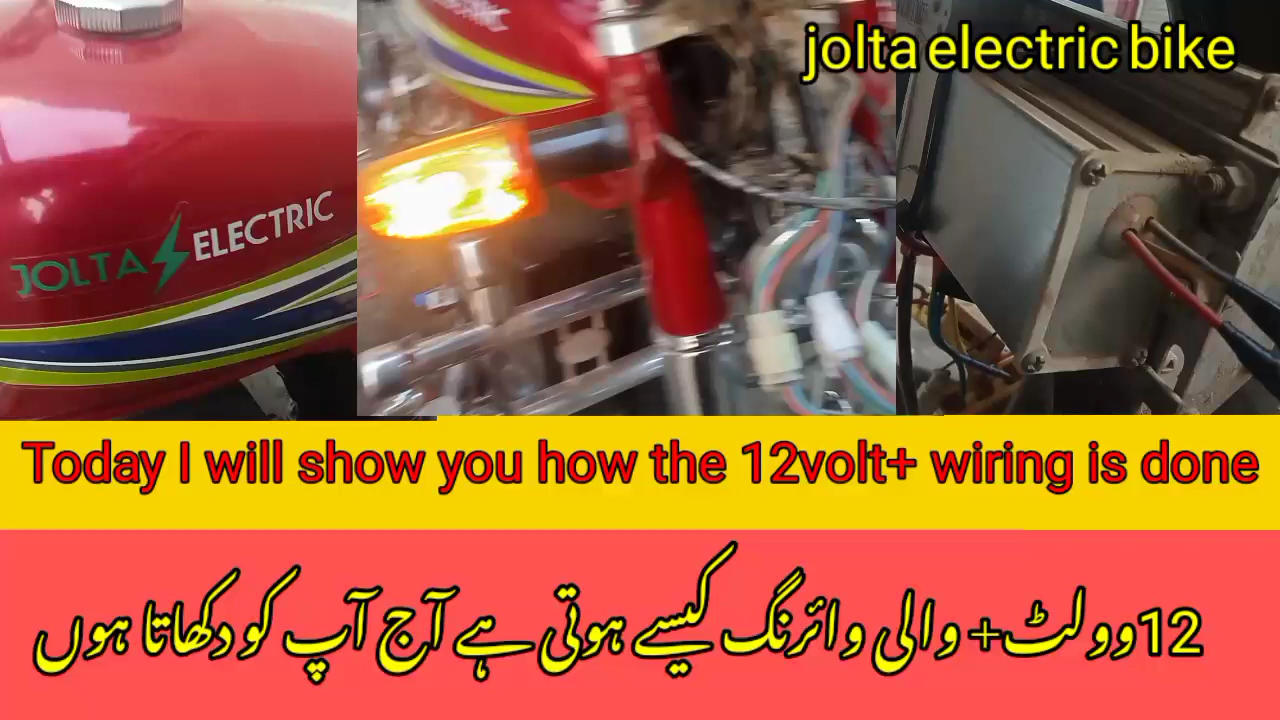 jolta electric bike
JOLTA ELECTRIC
Today I will show you how the 12volt+ wiring is done
12وولٹ+ والی وائرنگ کیسے ہوتی ہے آج آپ کو دکھاتا ہوں